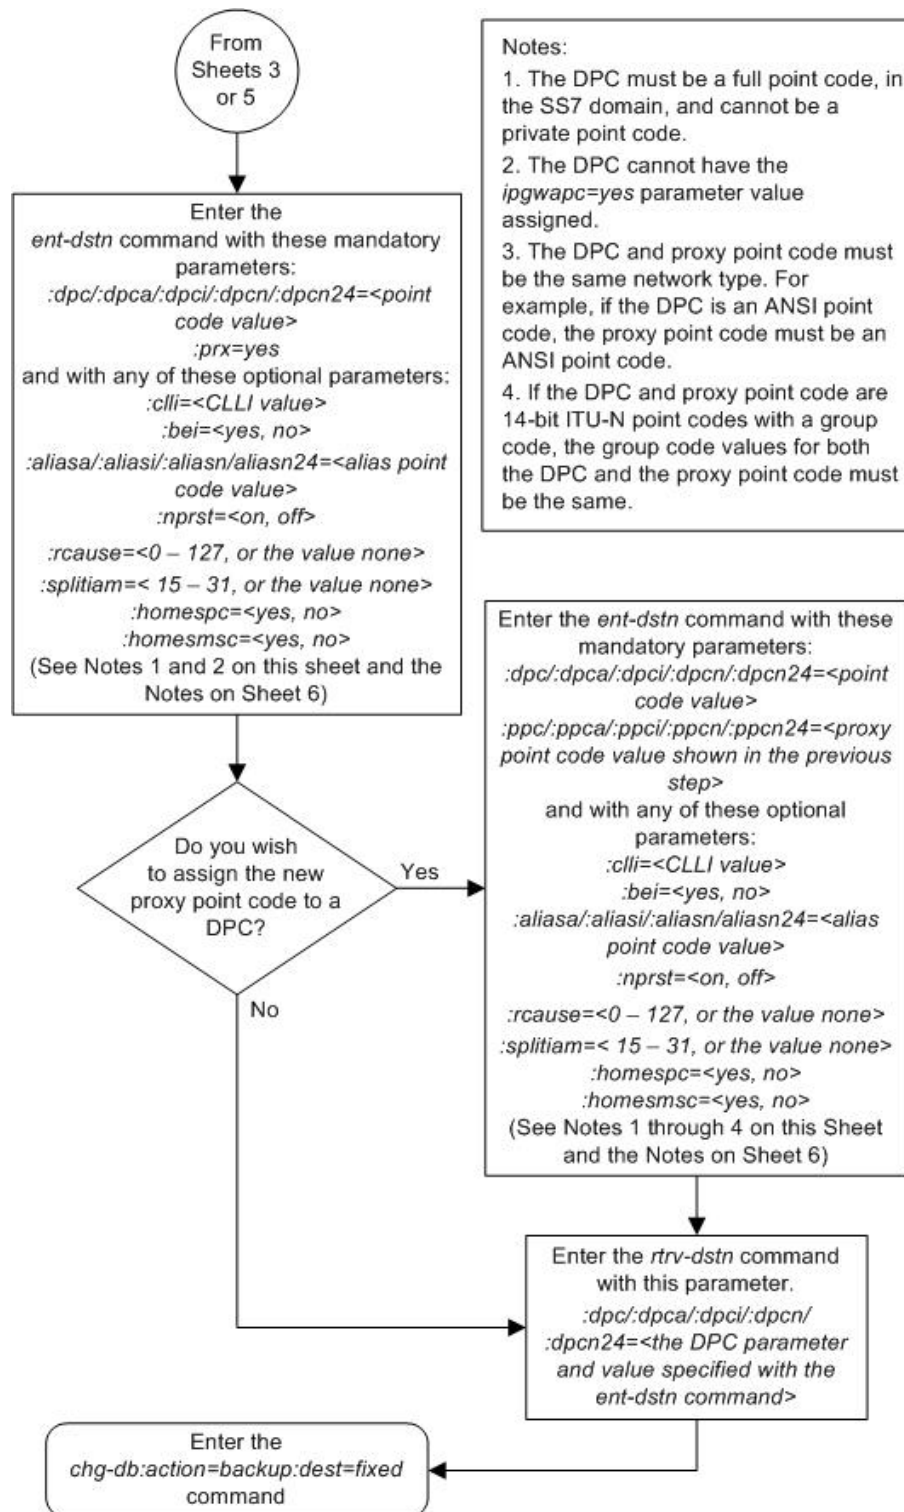 From
Sheets 3
or 5
Notes:
1. The DPC must be a full point code, in
the SS7 domain, and cannot be a
private point code.
2. The DPC cannot have the
ipgwapc=yes parameter value
assigned.
3. The DPC and proxy point code must
be the same network type. For
example, if the DPC is an ANSI point
code, the proxy point code must be an
ANSI point code.
4. If the DPC and proxy point code are
14-bit ITU-N point codes with a group
code, the group code values for both
the DPC and the proxy point code must
be the same.
Enter the
ent-dstn command with these mandatory
parameters:
:dpc/:dpca/:dpci/:dpcn/:dpcn24=<point
code value>
:prx=yes
and with any of these optional parameters:
:clli=<CLLI value>
:bei=<yes, no>
:aliasa/:aliasi/:aliasn/aliasn24=<alias point
code value>
:nprst=<on, off>
:rcause=<0 – 127, or the value none>
:splitiam=< 15 – 31, or the value none>
:homespc=<yes, no>
:homesmsc=<yes, no>
(See Notes 1 and 2 on this sheet and the
Notes on Sheet 6)
Do you wish
to assign the new
proxy point code to a
DPC?
Yes
No
Enter the ent-dstn command with these
mandatory parameters:
:dpc/:dpca/:dpci/:dpcn/:dpcn24=<point
code value>
:ppc/:ppca/:ppci/:ppcn/:ppcn24=<proxy
point code value shown in the previous
step>
and with any of these optional
parameters:
:clli=<CLLI value>
:bei=<yes, no>
:aliasa/:aliasi/:aliasn/aliasn24=<alias
point code value>
:nprst=<on, off>
:rcause=<0 – 127, or the value none>
:splitiam=< 15 – 31, or the value none>
:homespc=<yes, no>
:homesmsc=<yes, no>
(See Notes 1 through 4 on this Sheet
and the Notes on Sheet 6)
Enter the rtrv-dstn command
with this parameter.
:dpc/:dpca/:dpci/:dpcn/
:dpcn24=<the DPC parameter
and value specified with the
ent-dstn command>
Enter the
chg-db:action=backup:dest=fixed
command